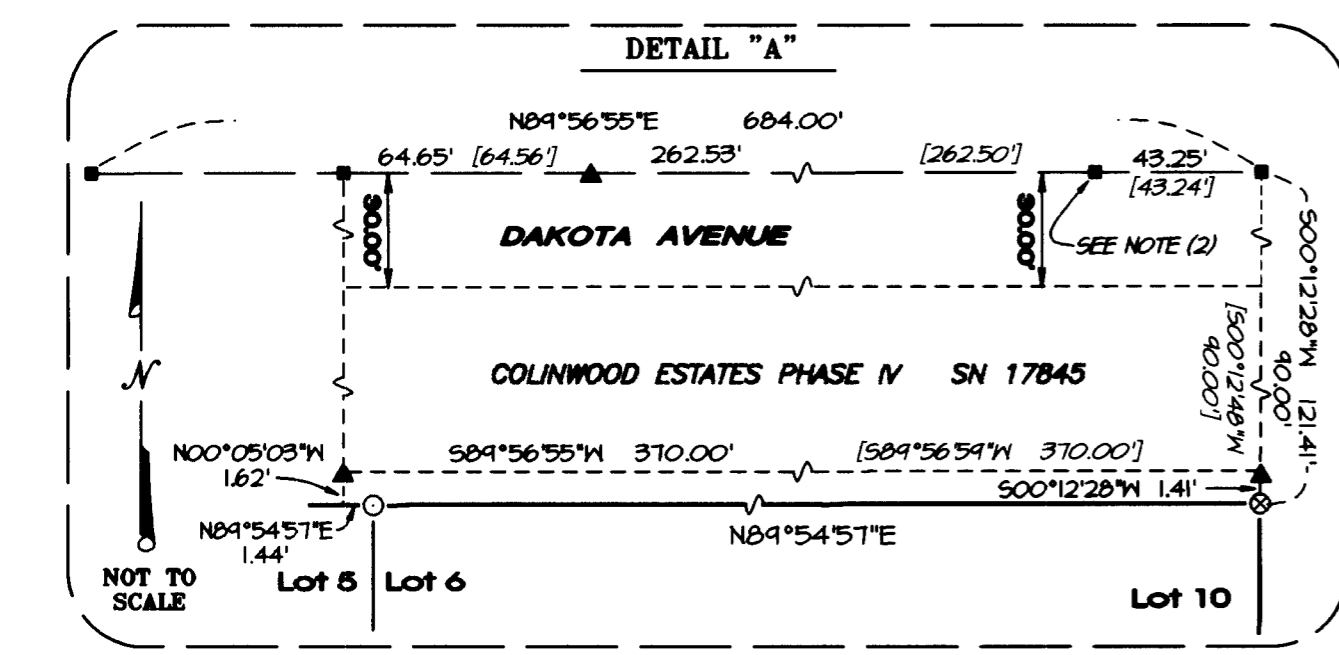 DETAIL "A"
N89°56'55"E 684.00'
64.65' [64.56'] 262.53' [262.50'] 43.25'
[43.24']
30.00'
30.00'
DAKOTA AVENUE
SEE NOTE (2)
S00°12'28"W 121.41'
90.00'
[S00°12'48"W
90.00']
COLINWOOD ESTATES PHASE IV SN 17845
N
N00°05'03"W
1.62'
S89°56'55"W 370.00' [S89°56'59"W 370.00']
S00°12'28"W 1.41'
N89°54'57"E
1.44'
N89°54'57"E
NOT TO
SCALE
Lot 5 Lot 6
Lot 10